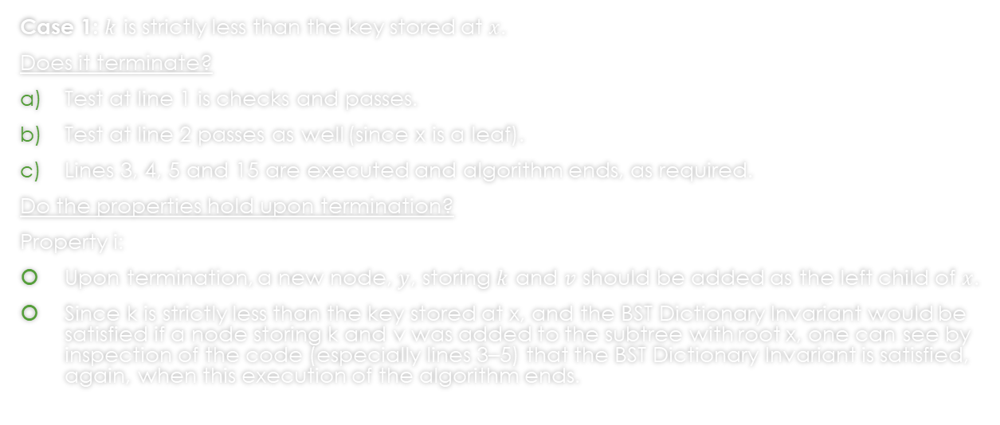 Case 1: k is strictly less than the key stored at x.
Does it terminate?
a) Test at line 1 is checks and passes.
b) Test at line 2 passes as well (since x is a leaf).
c) Lines 3, 4, 5 and 15 are executed and algorithm ends, as required.
Do the properties hold upon termination?
Property i:
Upon termination, a new node, y, storing k and v should be added as the left child of x.
Since k is strictly less than the key stored at x, and the BST Dictionary Invariant would be
satisfied if a node storing k and v was added to the subtree with root x, one can see by
inspection of the code (especially lines 3–5) that the BST Dictionary Invariant is satisfied,
again, when this execution of the algorithm ends.